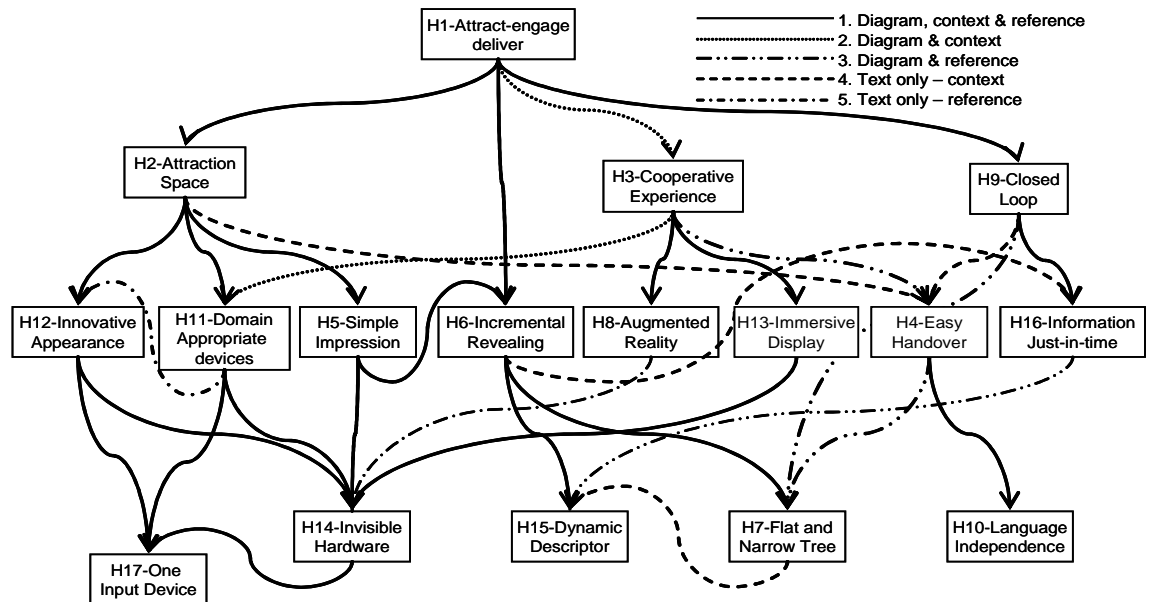 H1-Attract-engage
deliver
1. Diagram, context & reference
2. Diagram & context
3. Diagram & reference
4. Text only – context
5. Text only – reference
H2-Attraction
Space
H3-Cooperative
Experience
H9-Closed
Loop
H12-Innovative
Appearance
H11-Domain
Appropriate
devices
H5-Simple
Impression
H6-Incremental
Revealing
H8-Augmented
Reality
H13-Immersive
Display
H4-Easy
Handover
H16-Information
Just-in-time
H14-Invisible
Hardware
H15-Dynamic
Descriptor
H7-Flat and
Narrow Tree
H10-Language
Independence
H17-One
Input Device